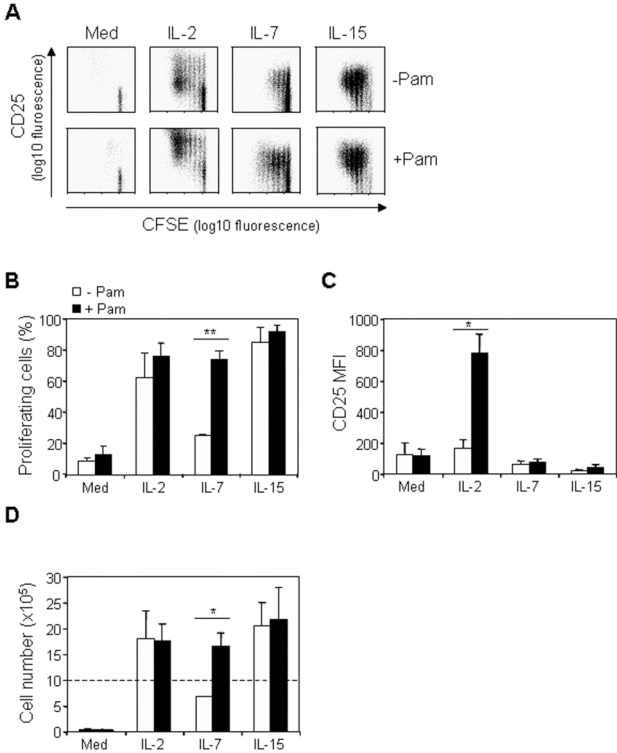 A
Med IL-2 IL-7 IL-15
CD25
(log10 fluroescence)
-Pam
+Pam
CFSE (log10 fluorescence)
B
- Pam
+ Pam
Proliferating cells (%)
100
80
60
40
20
0
**
Med IL-2 IL-7 IL-15
C
CD25 MFI
1000
800
600
400
200
0
*
Med IL-2 IL-7 IL-15
D
Cell number (x10⁵)
30
25
20
15
10
5
0
*
Med IL-2 IL-7 IL-15